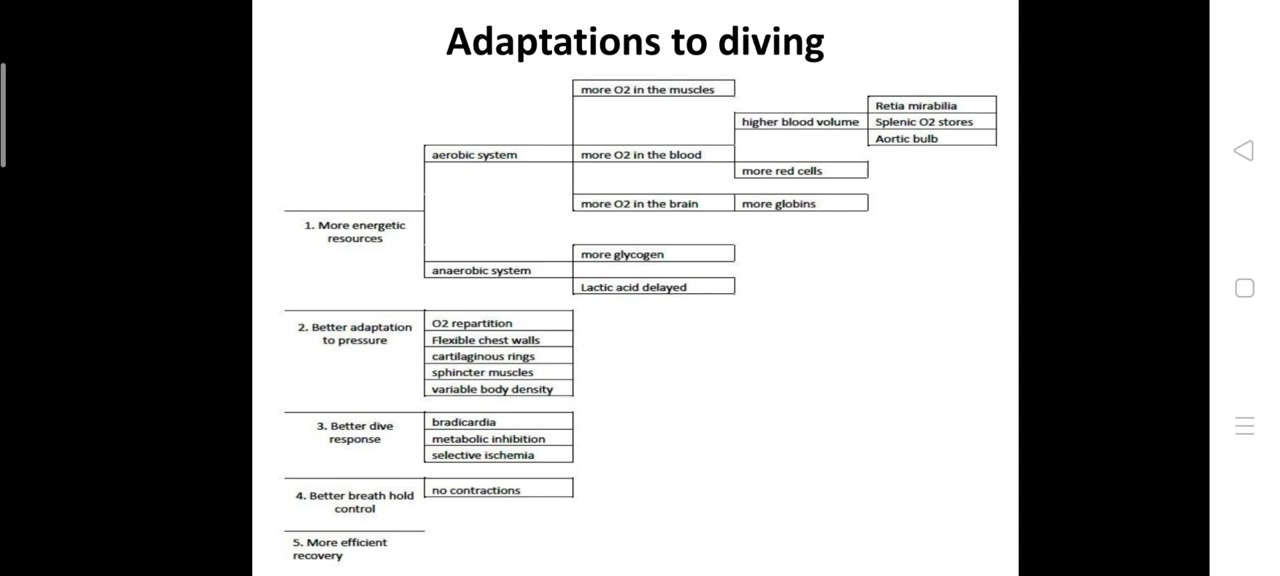 Adaptations to diving
more O2 in the muscles
Retia mirabilia
higher blood volume
Splenic O2 stores
Aortic bulb
aerobic system
more O2 in the blood
more red cells
more O2 in the brain
more globins
1. More energetic
resources
more glycogen
anaerobic system
Lactic acid delayed
2. Better adaptation
to pressure
O2 repartition
Flexible chest walls
cartilaginous rings
sphincter muscles
variable body density
3. Better dive
response
bradicardia
metabolic inhibition
selective ischemia
4. Better breath hold
control
no contractions
5. More efficient
recovery